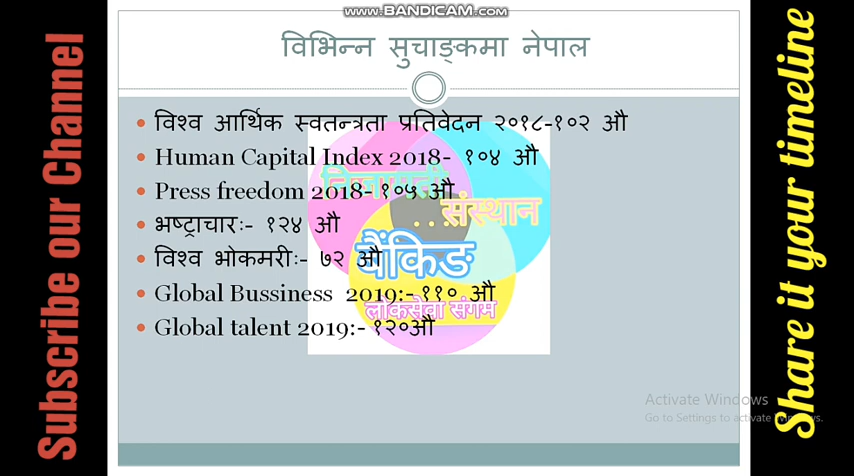 www.BANDICAM.com
विभिन्न सुचाङ्कमा नेपाल
विश्व आर्थिक स्वतन्त्रता प्रतिवेदन २०१८-१०२ औ
Human Capital Index 2018- १०४ औ
Press freedom 2018- १०५ औ
भष्ट्राचारः- १२४ औ
विश्व भोकमरीः- ७२ औ
Global Bussiness 2019:- ११० औ
Global talent 2019:- १२०औ
निजामती
संस्थान
बैंकिङ
लोकसेवा संगम
Subscribe our Channel
Share it your timeline
Activate Windows
Go to Settings to activate Windows.